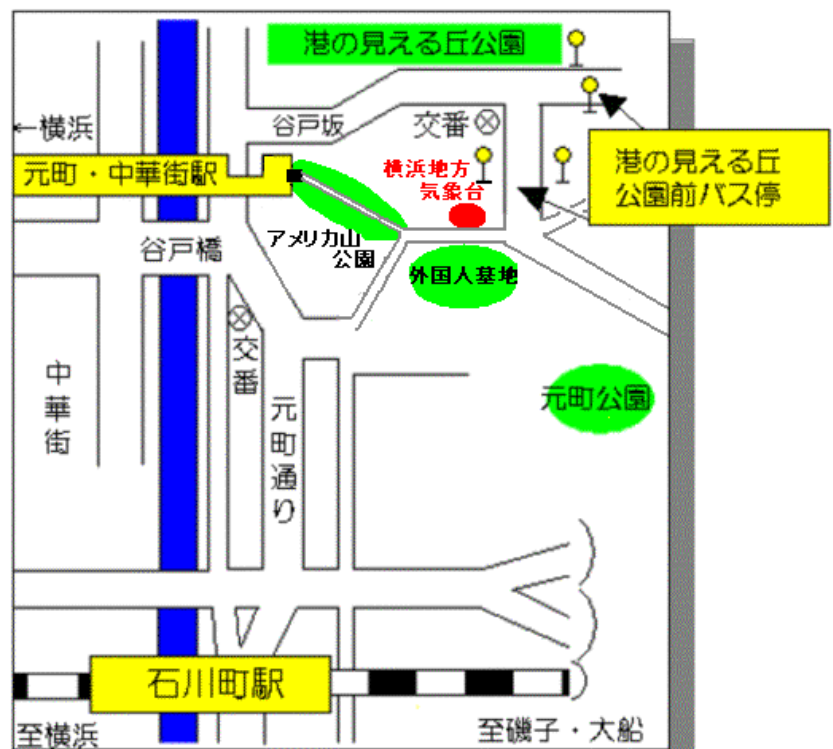 港の見える丘公園
←横浜
谷戸坂
交番
元町・中華街駅
横浜地方
気象台
港の見える丘
公園前バス停
アメリカ山
公園
谷戸橋
外国人墓地
交番
中華街
元町公園
元町通り
石川町駅
至横浜
至磯子・大船